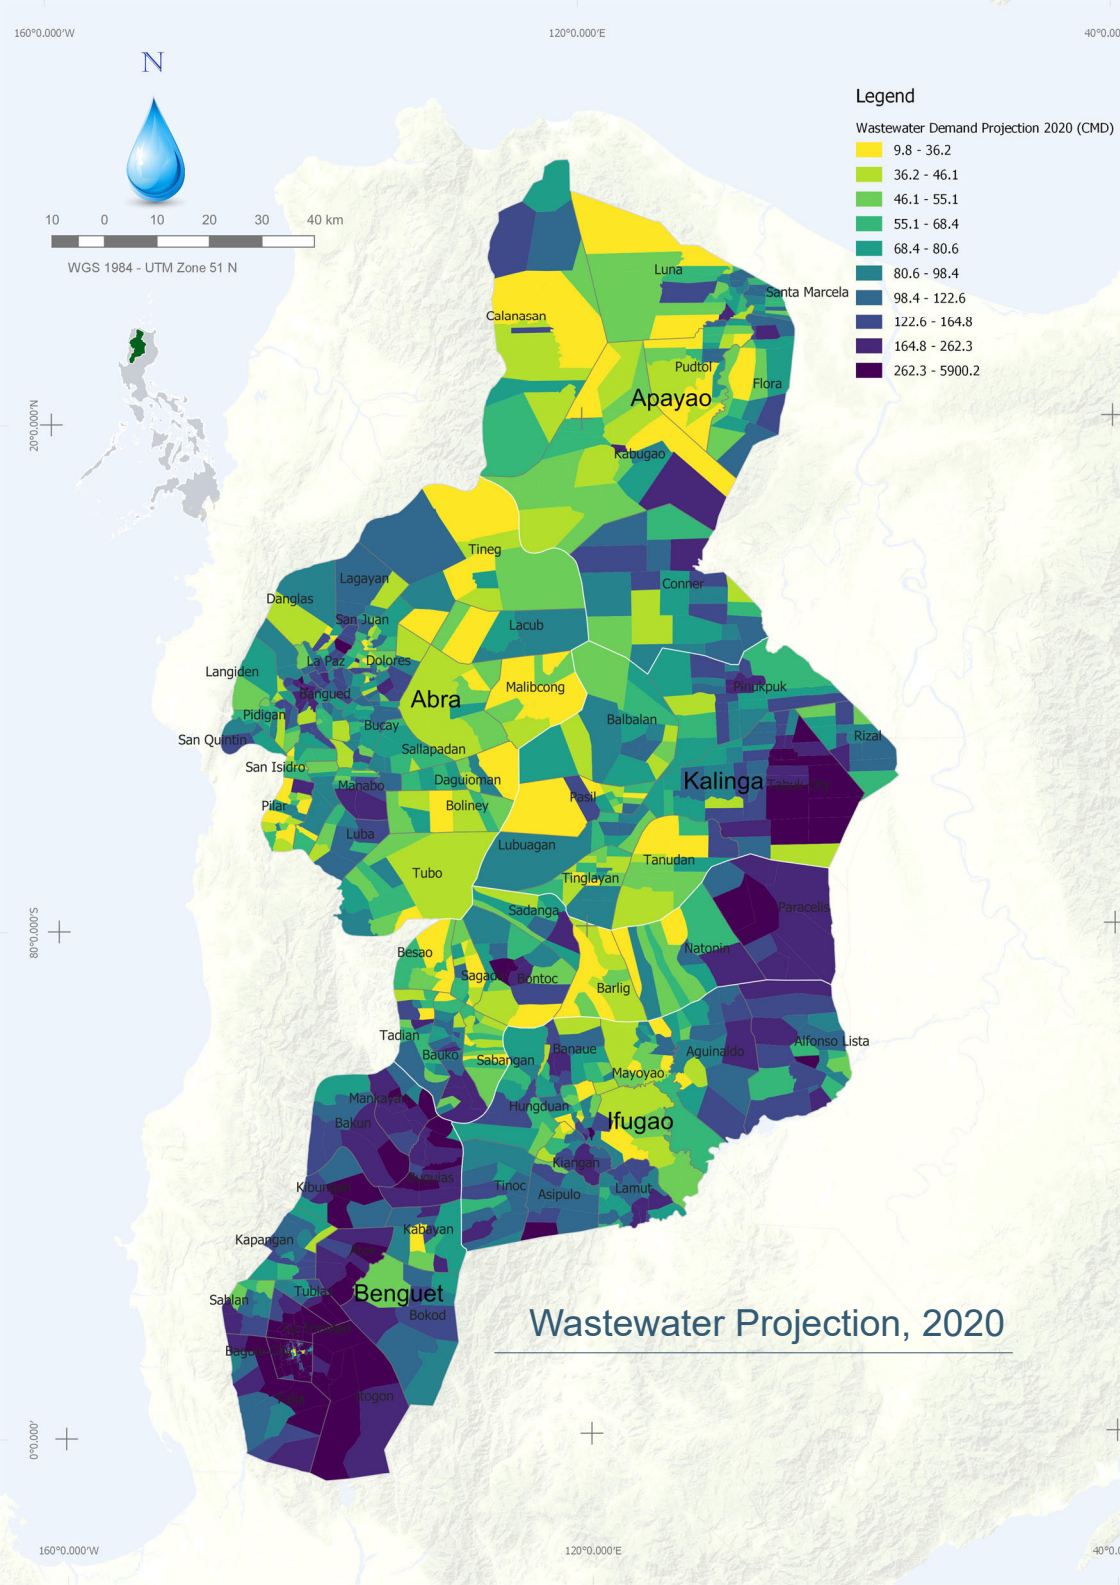 160°0.000'W
120°0.000'E
40°0.00
N
Legend
Wastewater Demand Projection 2020 (CMD)
9.8 - 36.2
36.2 - 46.1
46.1 - 55.1
55.1 - 68.4
68.4 - 80.6
80.6 - 98.4
98.4 - 122.6
122.6 - 164.8
164.8 - 262.3
262.3 - 5900.2
10 0 10 20 30 40 km
WGS 1984 - UTM Zone 51 N
Luna
Santa Marcela
Calanasan
Pudtol
Flora
Apayao
20°0.000'N
Kabugao
Tineg
Lagayan
Conner
Danglas
San Juan
Lacub
La Paz
Dolores
Langiden
Malibcong
Pinukpuk
Bangued
Abra
Pidigan
Bucay
Balbalan
San Quintin
Rizal
Sallapadan
San Isidro
Daguioman
Kalinga
Manabo
Pasil
Pilar
Boliney
Luba
Lubuagan
Tanudan
Tubo
Tinglayan
Sadanga
Paracelis
80°0.000'S
Besao
Natonin
Sagada
Bontoc
Barlig
Tadian
Alfonso Lista
Bauko
Sabangan
Banaue
Aguinaldo
Mayoyao
Mankayan
Hungduan
Bakun
Ifugao
Kiangan
Buguias
Kibungan
Tinoc
Asipulo
Lamut
Kabayan
Kapangan
Benguet
Sablan
Tublay
Bokod
Wastewater Projection, 2020
Itogon
0°0.000'
160°0.000'W
120°0.000'E
40°0.0